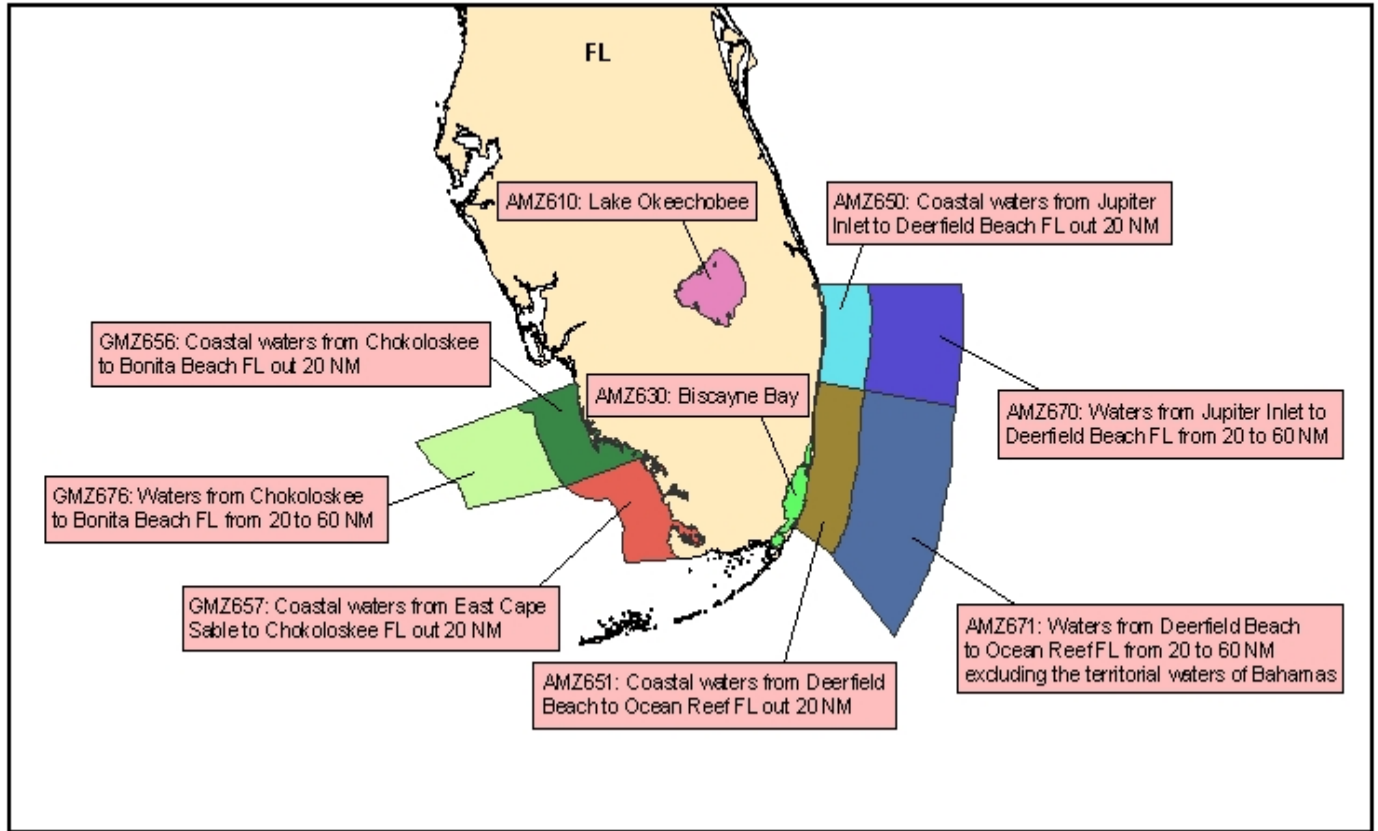 FL
AMZ610: Lake Okeechobee
AMZ650: Coastal waters from Jupiter
Inlet to Deerfield Beach FL out 20 NM
GMZ656: Coastal waters from Chokoloskee
to Bonita Beach FL out 20 NM
AMZ630: Biscayne Bay
AMZ670: Waters from Jupiter Inlet to
Deerfield Beach FL from 20 to 60 NM
GMZ676: Waters from Chokoloskee
to Bonita Beach FL from 20 to 60 NM
GMZ657: Coastal waters from East Cape
Sable to Chokoloskee FL out 20 NM
AMZ671: Waters from Deerfield Beach
to Ocean Reef FL from 20 to 60 NM
excluding the territorial waters of Bahamas
AMZ651: Coastal waters from Deerfield
Beach to Ocean Reef FL out 20 NM